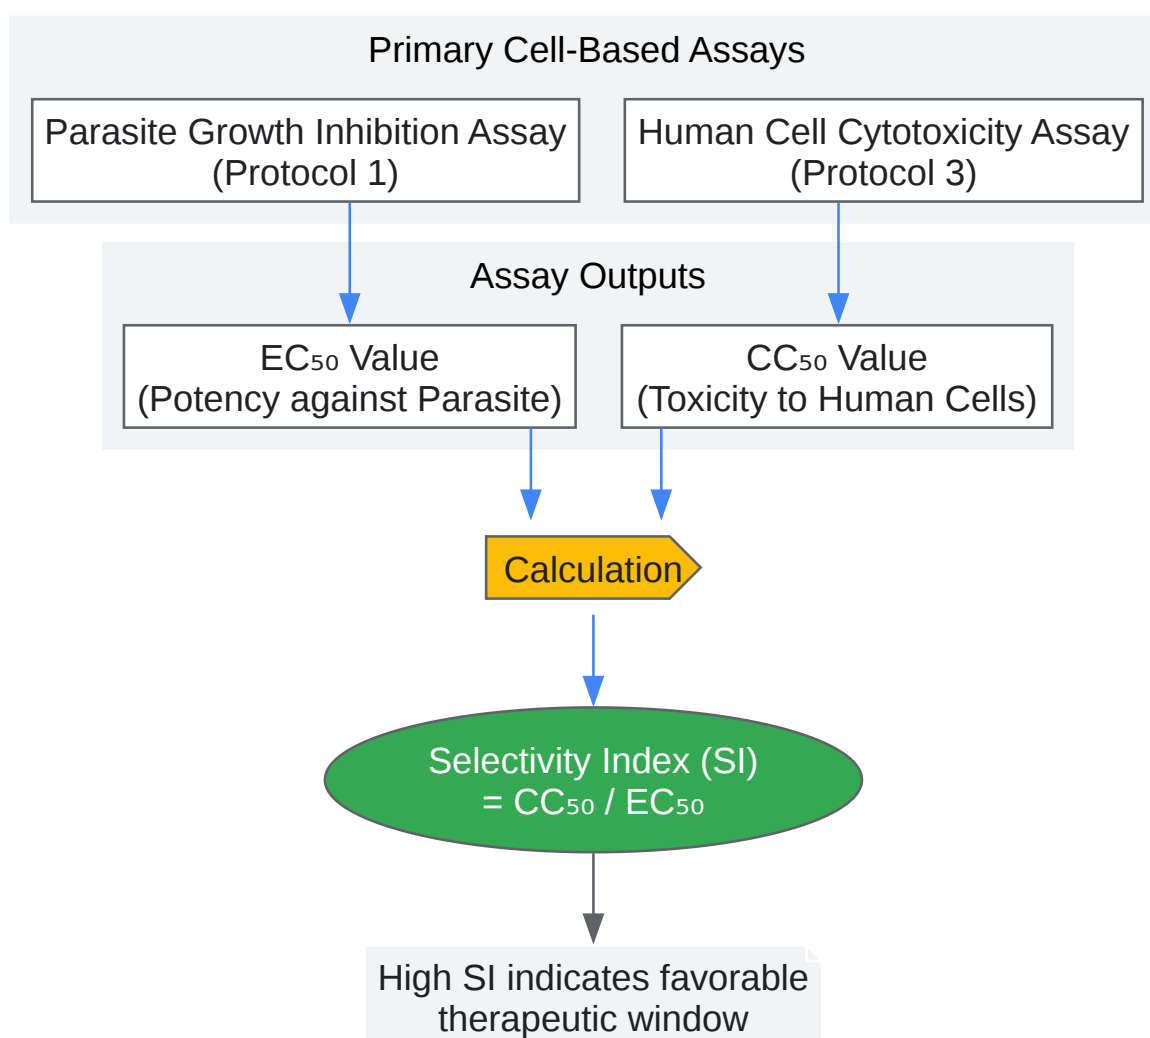 Primary Cell-Based Assays
Parasite Growth Inhibition Assay
(Protocol 1)
Human Cell Cytotoxicity Assay
(Protocol 3)
Assay Outputs
EC₅₀ Value
(Potency against Parasite)
CC₅₀ Value
(Toxicity to Human Cells)
Calculation
Selectivity Index (SI)
= CC₅₀ / EC₅₀
High SI indicates favorable
therapeutic window